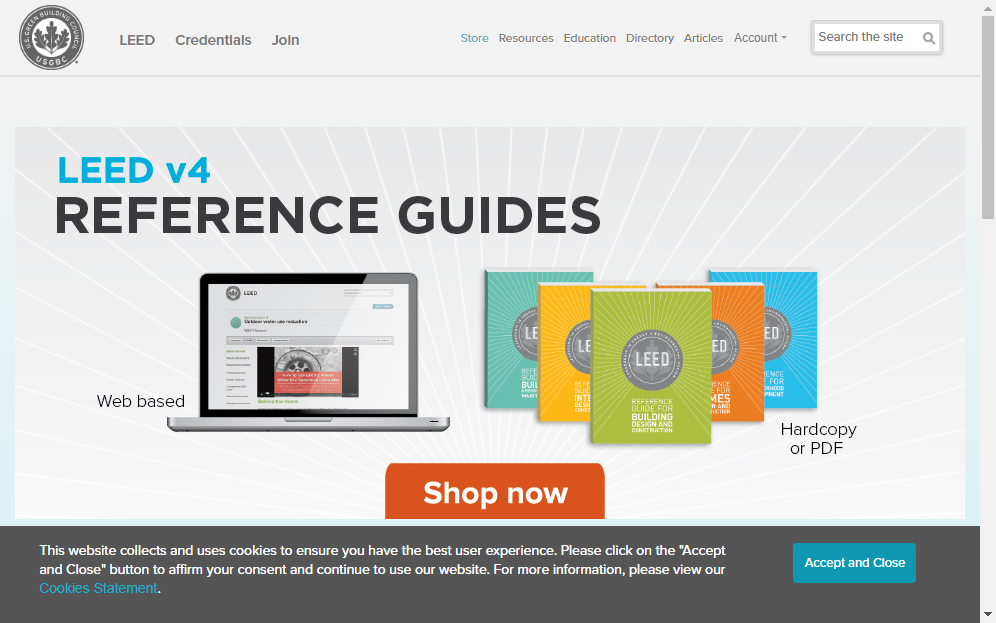 U.S. GREEN BUILDING COUNCIL
USGBC
LEED Credentials Join
Store Resources Education Directory Articles Account
Search the site
LEED v4
REFERENCE GUIDES
LEED
Outdoor water use reduction
Behind the Intent
Web based
LEED
REFERENCE
GUIDE FOR
BUILDING
DESIGN AND
CONSTRUCTION
Hardcopy
or PDF
Shop now
This website collects and uses cookies to ensure you have the best user experience. Please click on the "Accept
and Close" button to affirm your consent and continue to use our website. For more information, please view our
Cookies Statement.
Accept and Close